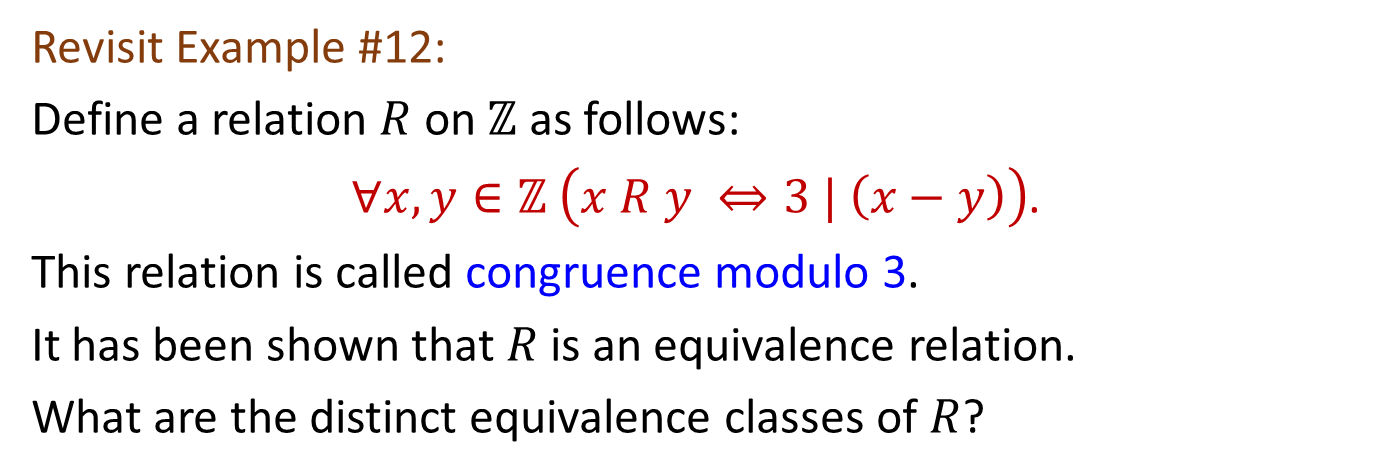 Revisit Example #12:
Define a relation 𝑅 on ℤ as follows:
∀𝑥, 𝑦 ∈ ℤ (𝑥 𝑅 𝑦 ⇔ 3 | (𝑥 − 𝑦)).
This relation is called congruence modulo 3.
It has been shown that 𝑅 is an equivalence relation.
What are the distinct equivalence classes of 𝑅?